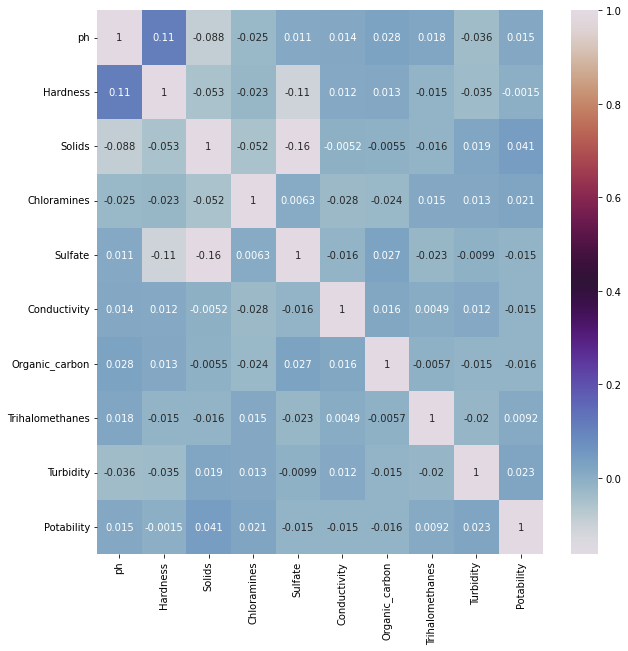 ph 1 0.11 -0.088 -0.025 0.011 0.014 0.028 0.018 -0.036 0.015
Hardness 0.11 1 -0.053 -0.023 -0.11 0.012 0.013 -0.015 -0.035 -0.0015
Solids -0.088 -0.053 1 -0.052 -0.16 -0.0052 -0.0055 -0.016 0.019 0.041
Chloramines -0.025 -0.023 -0.052 1 0.0063 -0.028 -0.024 0.015 0.013 0.021
Sulfate 0.011 -0.11 -0.16 0.0063 1 -0.016 0.027 -0.023 -0.0099 -0.015
Conductivity 0.014 0.012 -0.0052 -0.028 -0.016 1 0.016 0.0049 0.012 -0.015
Organic_carbon 0.028 0.013 -0.0055 -0.024 0.027 0.016 1 -0.0057 -0.015 -0.016
Trihalomethanes 0.018 -0.015 -0.016 0.015 -0.023 0.0049 -0.0057 1 -0.02 0.0092
Turbidity -0.036 -0.035 0.019 0.013 -0.0099 0.012 -0.015 -0.02 1 0.023
Potability 0.015 -0.0015 0.041 0.021 -0.015 -0.015 -0.016 0.0092 0.023 1
ph
Hardness
Solids
Chloramines
Sulfate
Conductivity
Organic_carbon
Trihalomethanes
Turbidity
Potability
1.0
0.8
0.6
0.4
0.2
0.0